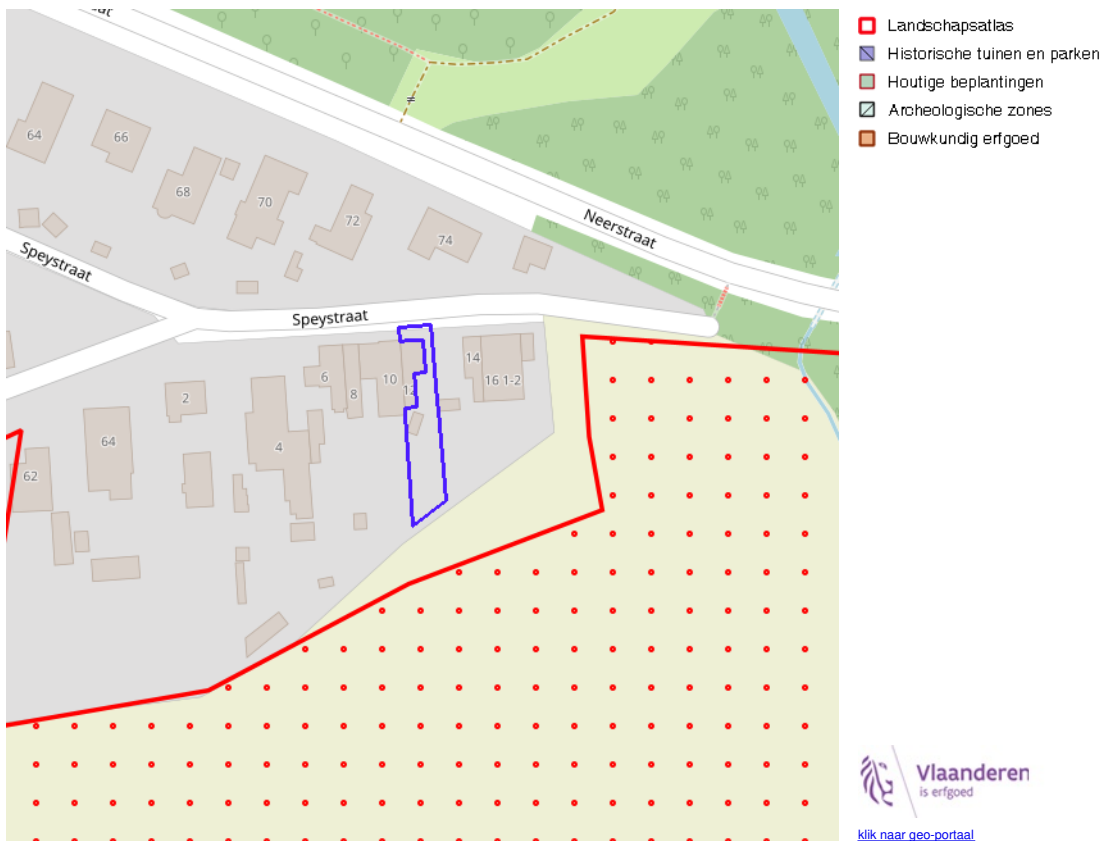 at
Landschapsatlas
Historische tuinen en parken
Houtige beplantingen
Archeologische zones
Bouwkundig erfgoed
64
66
68
70
72
74
Neerstraat
Speystraat
Speystraat
6
8
10
12
14
16 1-2
2
4
64
62
Vlaanderen
is erfgoed
klik naar geo-portaal